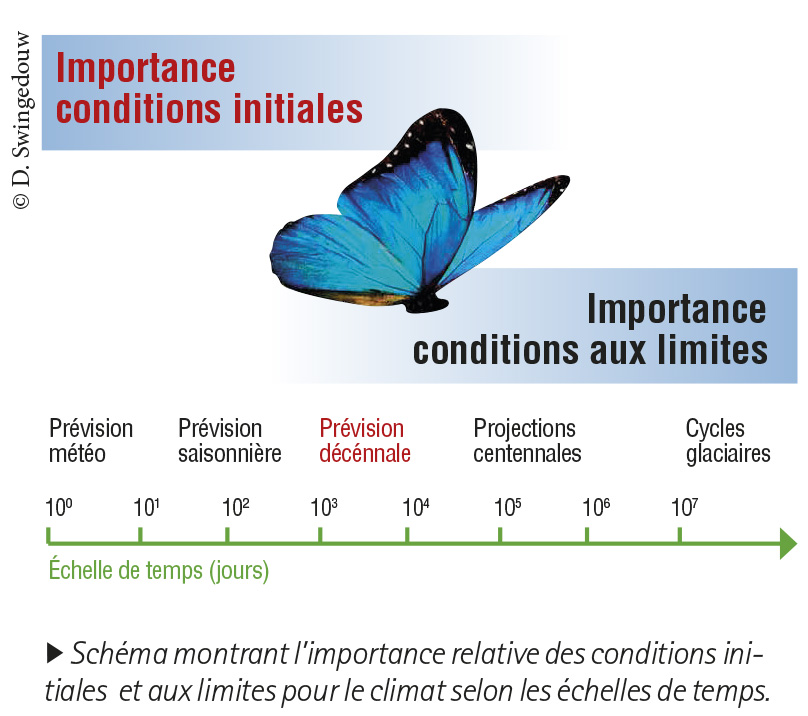 © D. Swingedouw
Importance
conditions initiales
Importance
conditions aux limites
Prévision
météo
Prévision
saisonnière
Prévision
décénnale
Projections
centennales
Cycles
glaciaires
10⁰ 10¹ 10² 10³ 10⁴ 10⁵ 10⁶ 10⁷
Échelle de temps (jours)
▶ Schéma montrant l'importance relative des conditions ini-
tiales et aux limites pour le climat selon les échelles de temps.